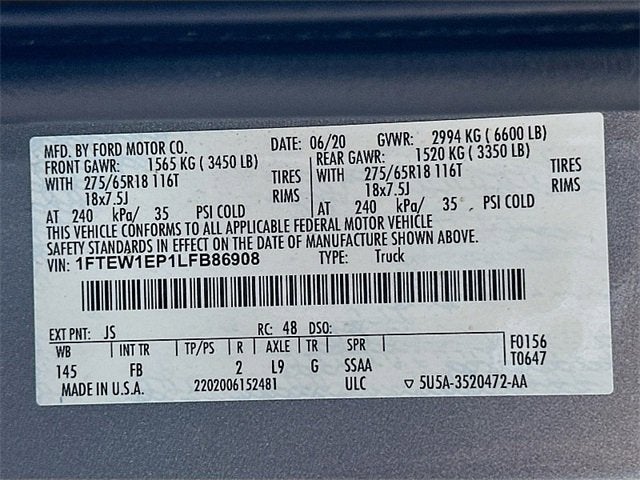 MFD. BY FORD MOTOR CO. DATE: 06/20 GVWR: 2994 KG ( 6600 LB)
FRONT GAWR: 1565 KG ( 3450 LB) REAR GAWR: 1520 KG ( 3350 LB)
WITH 275/65R18 116T TIRES WITH 275/65R18 116T TIRES
18x7.5J RIMS 18x7.5J RIMS
AT 240 kPa/ 35 PSI COLD AT 240 kPa/ 35 PSI COLD
THIS VEHICLE CONFORMS TO ALL APPLICABLE FEDERAL MOTOR VEHICLE
SAFETY STANDARDS IN EFFECT ON THE DATE OF MANUFACTURE SHOWN ABOVE.
VIN: 1FTEW1EP1LFB86908 TYPE: Truck
EXT PNT: JS RC: 48 DSO:
WB INT TR TP/PS R AXLE TR SPR F0156
145 FB 2 L9 G SSAA T0647
MADE IN U.S.A. 2202006152481 ULC ▽ 5U5A-3520472-AA